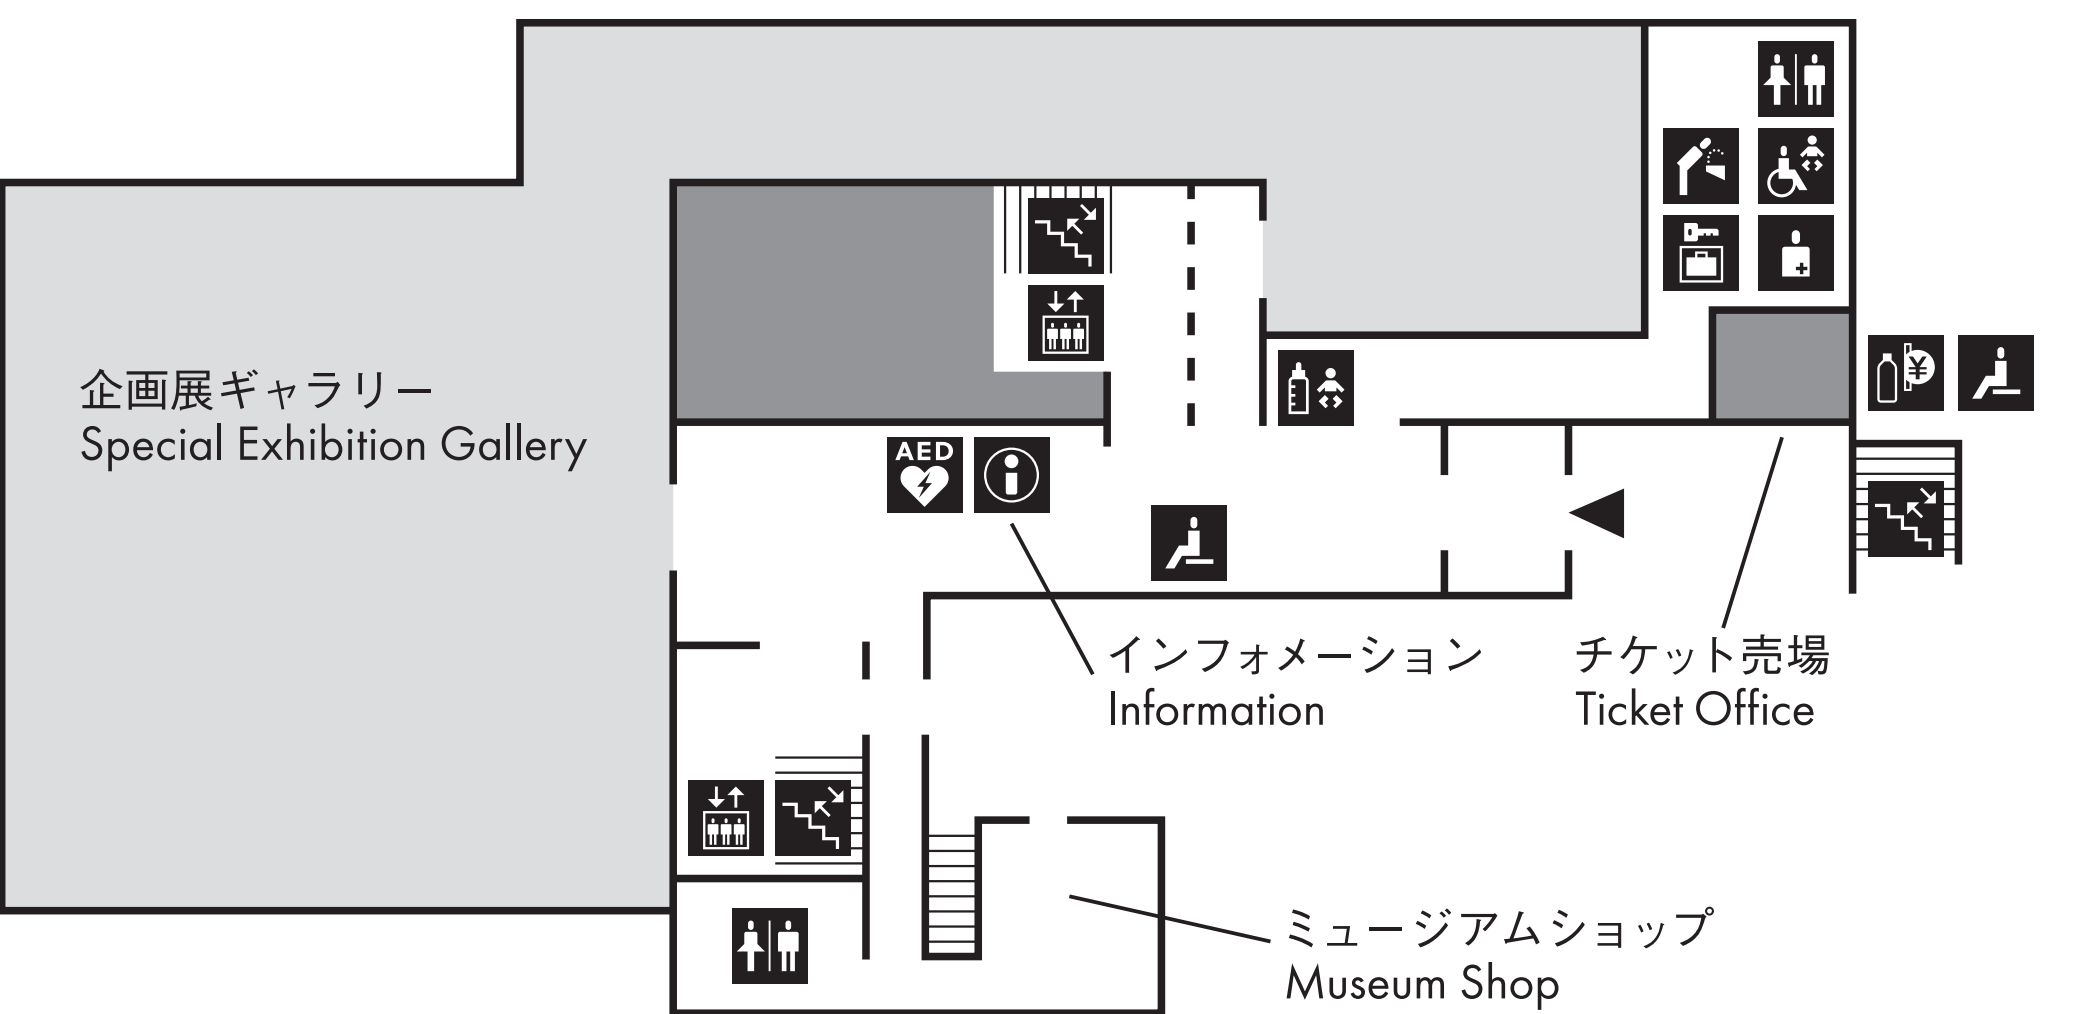 ¥
企画展ギャラリー
Special Exhibition Gallery
AED
インフォメーション
Information
チケット売場
Ticket Office
ミュージアムショップ
Museum Shop